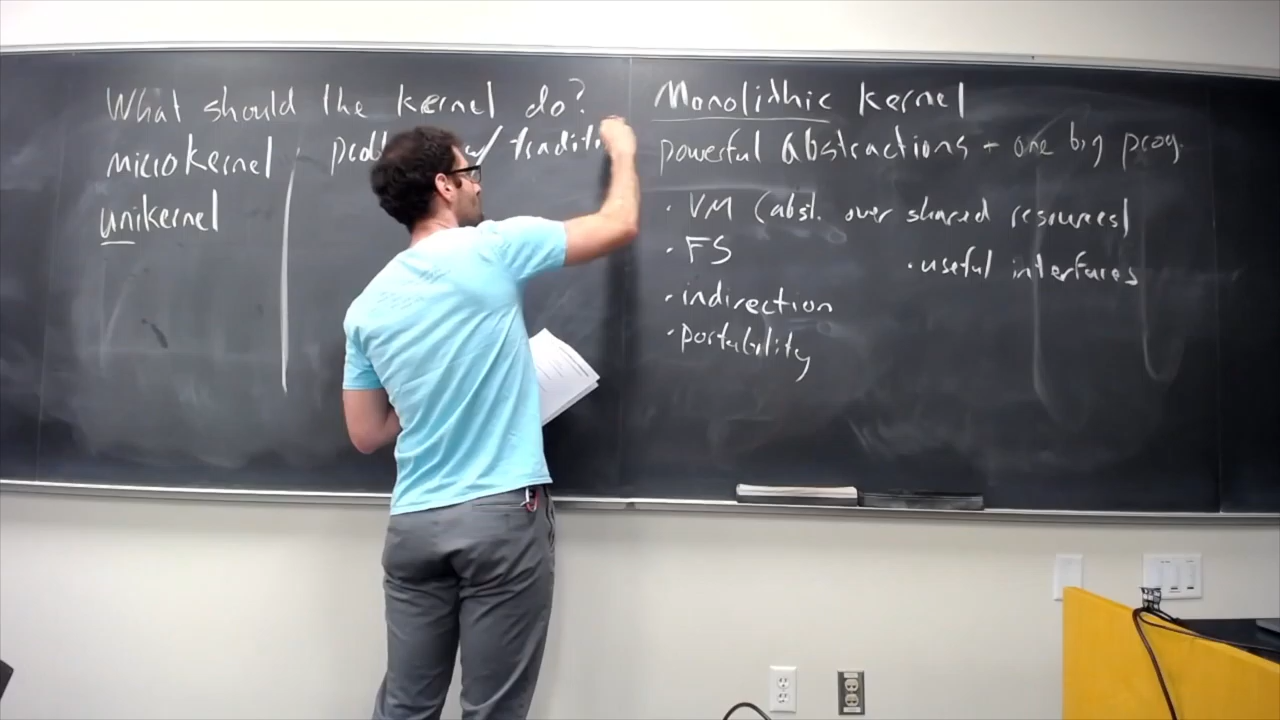 What should the kernel do?
microkernel
unikernel
w/ traditi
Monolithic kernel
powerful abstractions - one big prog.
· VM (abst. over shared resources)
· FS
· useful interfaces
· indirection
· portability